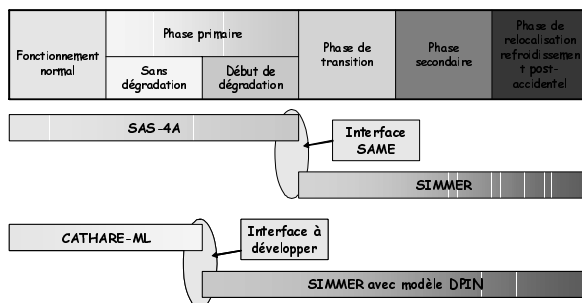 Fonctionnement
normal
Phase primaire
Sans
dégradation
Début de
dégradation
Phase de
transition
Phase
secondaire
Phase de
relocalisation
refroidissemen
t post-
accidentel
SAS-4A
Interface
SAME
SIMMER
CATHARE-ML
Interface à
développer
SIMMER avec modèle DPIN